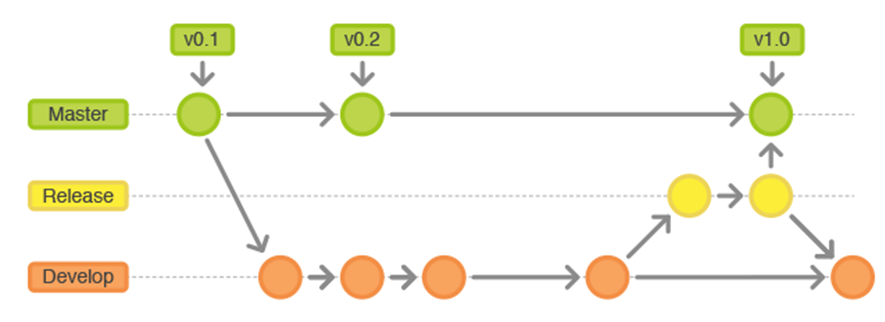 v0.1
v0.2
v1.0
Master
Release
Develop